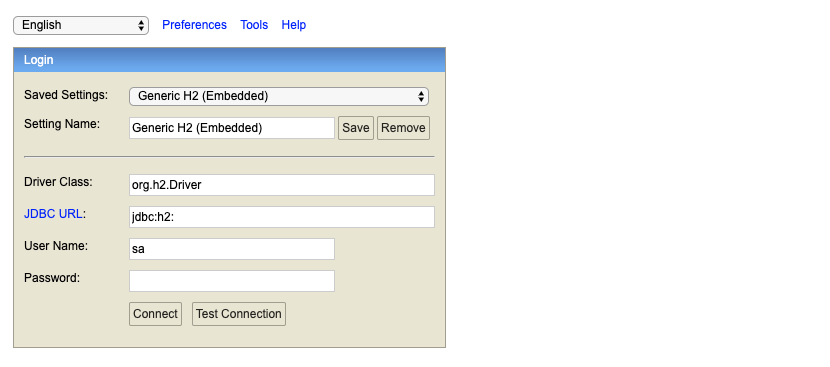 English Preferences Tools Help
Login
Saved Settings: Generic H2 (Embedded)
Setting Name: Generic H2 (Embedded) Save Remove
Driver Class: org.h2.Driver
JDBC URL: jdbc:h2:
User Name: sa
Password:
Connect Test Connection